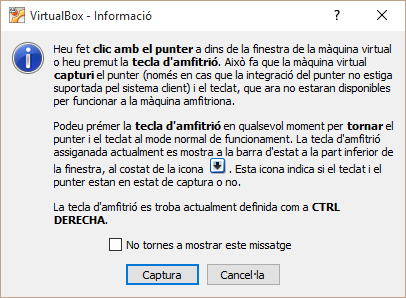 VirtualBox - Informació
Heu fet clic amb el punter a dins de la finestra de la màquina virtual
o heu premut la tecla d'amfitrió. Això fa que la màquina virtual
capturi el punter (només en cas que la integració del punter no estiga
suportada pel sistema client) i el teclat, que ara no estaran disponibles
per funcionar a la màquina amfitriona.
Podeu prémer la tecla d'amfitrió en qualsevol moment per tornar el
punter i el teclat al mode normal de funcionament. La tecla d'amfitrió
assiganada actualment es mostra a la barra d'estat a la part inferior de
la finestra, al costat de la icona . Esta icona indica si el teclat i el
punter estan en estat de captura o no.
La tecla d'amfitrió es troba actualment definida com a CTRL
DERECHA.
No tornes a mostrar este missatge
Captura
Cancel·la